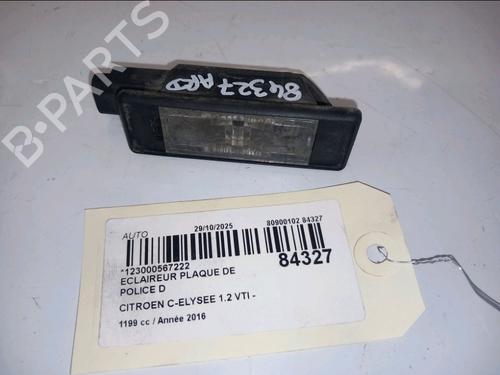 84327 ARD
B-PARTS
AUTO 29/10/2025 80900102 84327
*123000567222 84327
ECLAIREUR PLAQUE DE
POLICE D
CITROEN C-ELYSEE 1.2 VTI -
1199 cc / Année 2016